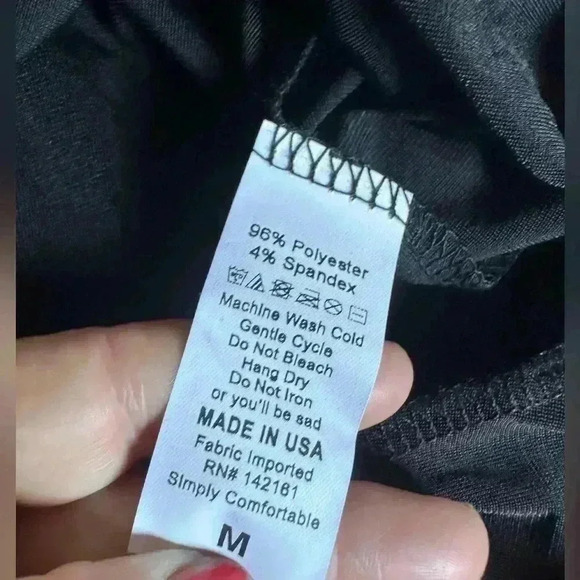 96% Polyester
4% Spandex
Machine Wash Cold
Gentle Cycle
Do Not Bleach
Hang Dry
Do Not Iron
or you'll be sad
MADE IN USA
Fabric Imported
RN# 142161
Simply Comfortable
M